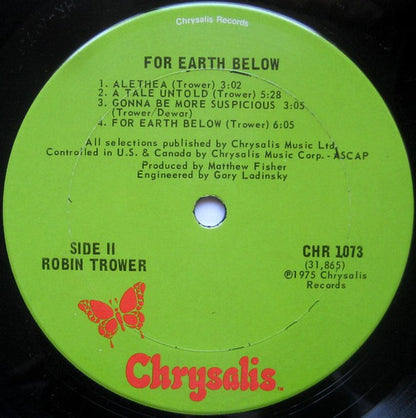 Chrysalis Records
FOR EARTH BELOW
1. ALETHEA (Trower) 3:02
2. A TALE UNTOLD (Trower) 5:28
3. GONNA BE MORE SUSPICIOUS 3:05
(Trower/Dewar)
4. FOR EARTH BELOW (Trower) 6:05
All selections published by Chrysalis Music Ltd.
Controlled in U.S. & Canada by Chrysalis Music Corp. - ASCAP
Produced by Matthew Fisher
Engineered by Gary Ladinsky
SIDE II
ROBIN TROWER
CHR 1073
(31,865)
Ⓟ1975 Chrysalis
Records
Chrysalis™